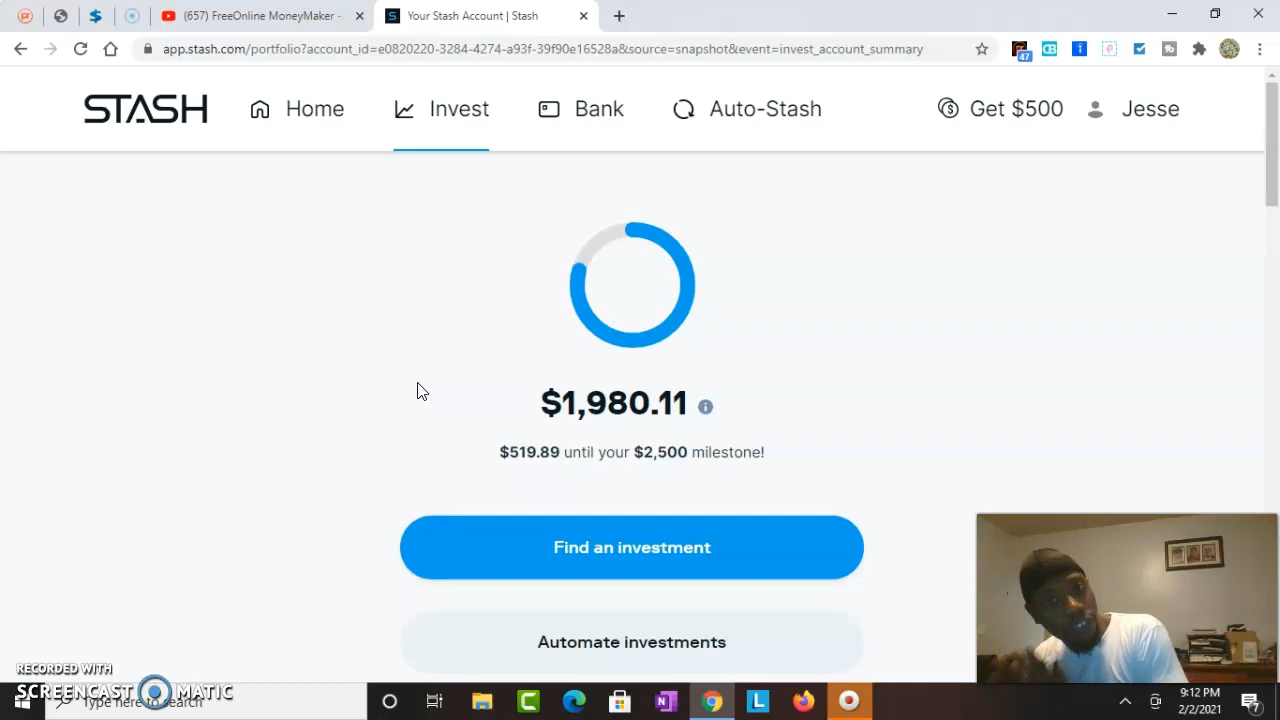 (657) FreeOnline MoneyMaker -
Your Stash Account | Stash
app.stash.com/portfolio?account_id=e0820220-3284-4274-a93f-39f90e16528a&source=snapshot&event=invest_account_summary
47
STASH
Home
Invest
Bank
Auto-Stash
Get $500
Jesse
$1,980.11
$519.89 until your $2,500 milestone!
Find an investment
Automate investments
RECORDED WITH
SCREENCAST MATIC
Type here to search
9:12 PM
2/2/2021
7